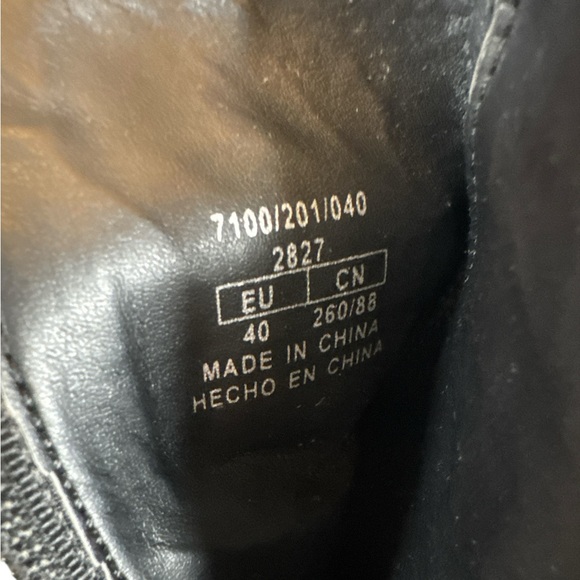 7100/201/040
2827
EU CN
40 260/88
MADE IN CHINA
HECHO EN CHINA